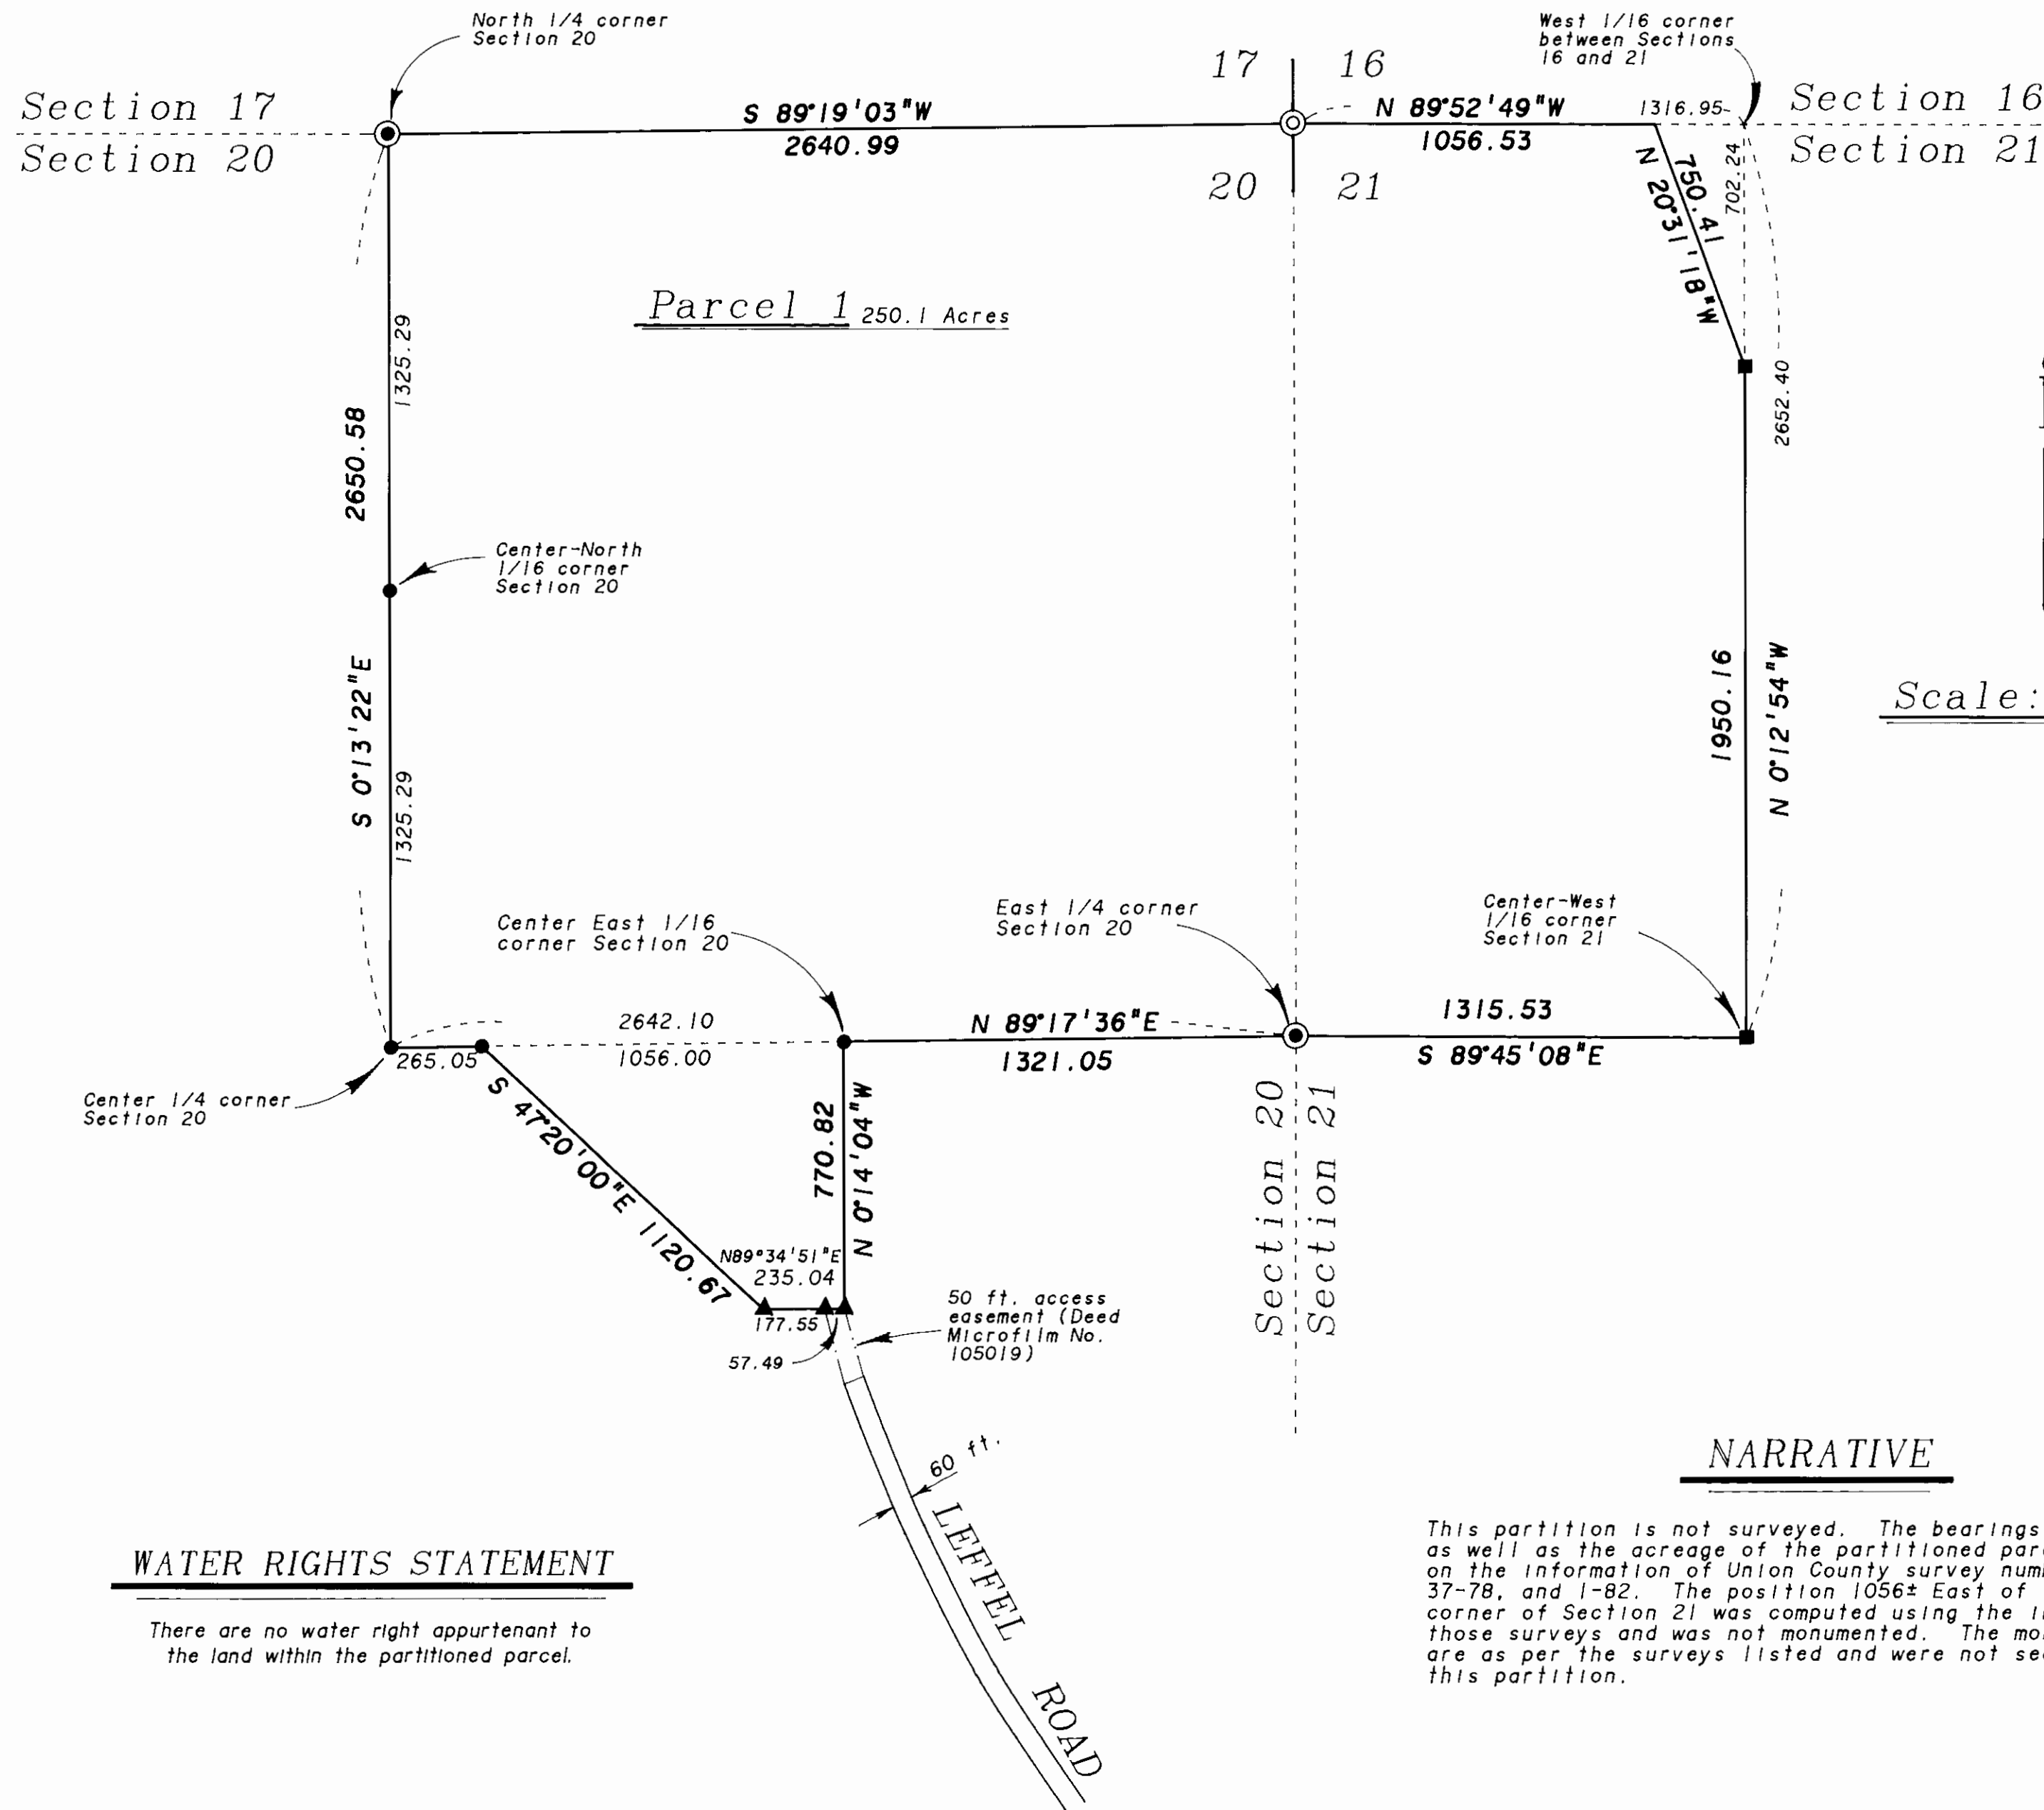 North 1/4 corner
Section 20
West 1/16 corner
between Sections
16 and 21
17 16
Section 17
S 89°19'03"W
N 89°52'49"W
1316.95
Section 16
Section 20
2640.99
1056.53
Section 21
20 21
750.41
N 20°31'18"W
702.24
Parcel 1 250.1 Acres
1325.29
2650.58
2652.40
Center-North
1/16 corner
Section 20
S 0°13'22"E
1325.29
1950.16
N 0°12'54"W
Scale:
Center East 1/16
corner Section 20
East 1/4 corner
Section 20
Center-West
1/16 corner
Section 21
2642.10
N 89°17'36"E
1315.53
265.05
1056.00
1321.05
S 89°45'08"E
Center 1/4 corner
Section 20
S 47°20'00"E 1120.67
770.82
N 0°14'04"W
Section 20
Section 21
N89°34'51"E
235.04
177.55
57.49
50 ft. access
easement (Deed
Microfilm No.
105019)
60 ft.
LEFFEL ROAD
WATER RIGHTS STATEMENT
There are no water right appurtenant to
the land within the partitioned parcel.
NARRATIVE
This partition is not surveyed. The bearings
as well as the acreage of the partitioned
on the information of Union County survey
37-78, and 1-82. The position 1056± East of
corner of Section 21 was computed using the
those surveys and was not monumented. The
are as per the surveys listed and were not
this partition.